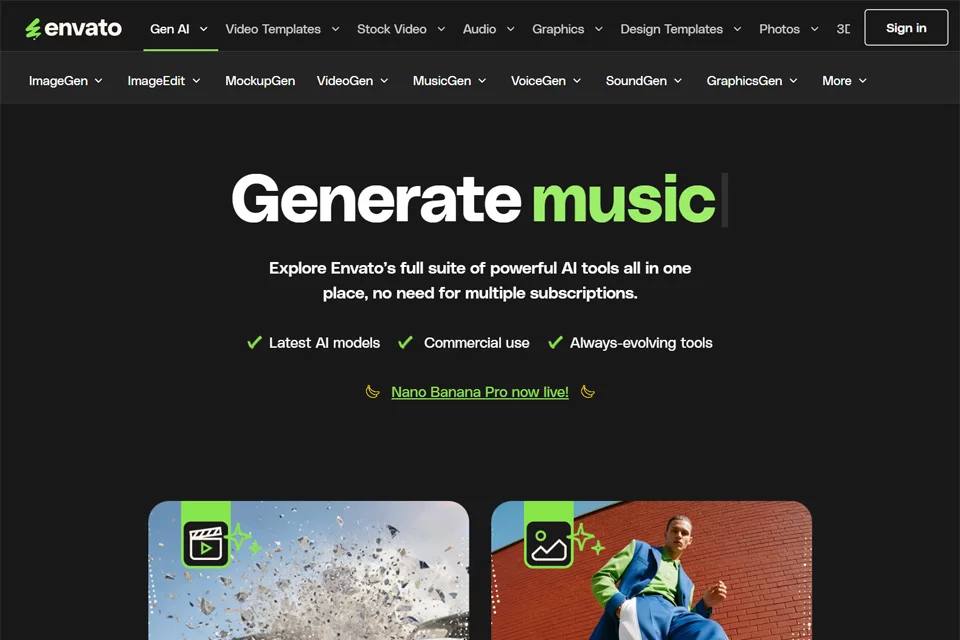 envato
Gen AI
Video Templates
Stock Video
Audio
Graphics
Design Templates
Photos
3D
Sign in
ImageGen
ImageEdit
MockupGen
VideoGen
MusicGen
VoiceGen
SoundGen
GraphicsGen
More
Generate music
Explore Envato’s full suite of powerful AI tools all in one
place, no need for multiple subscriptions.
Latest AI models
Commercial use
Always-evolving tools
Nano Banana Pro now live!